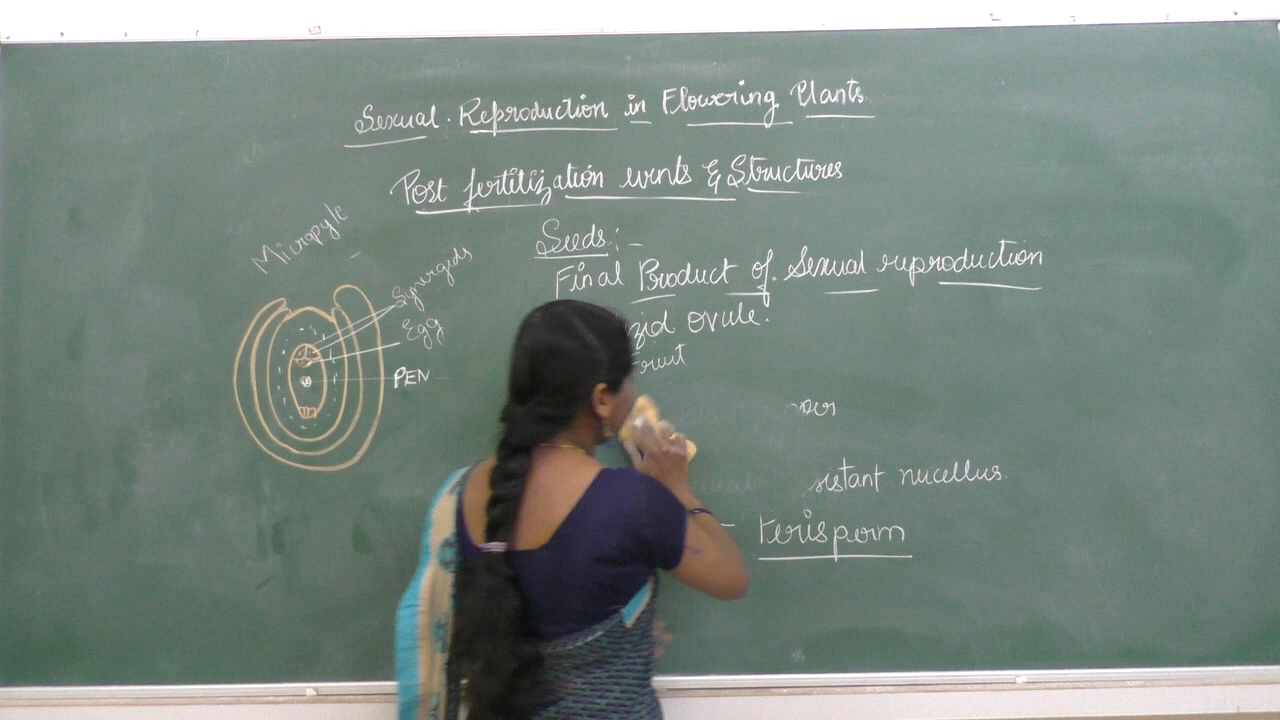 Sexual Reproduction in Flowering Plants
Post fertilization events & Structures
Seeds:-
Final Product of Sexual reproduction
ovule.
Fruit
sistant nucellus.
- Perisperm
Micropyle
Synergids
Egg
PEN